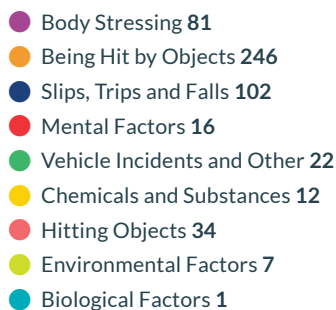 Body Stressing 81
Being Hit by Objects 246
Slips, Trips and Falls 102
Mental Factors 16
Vehicle Incidents and Other 22
Chemicals and Substances 12
Hitting Objects 34
Environmental Factors 7
Biological Factors 1